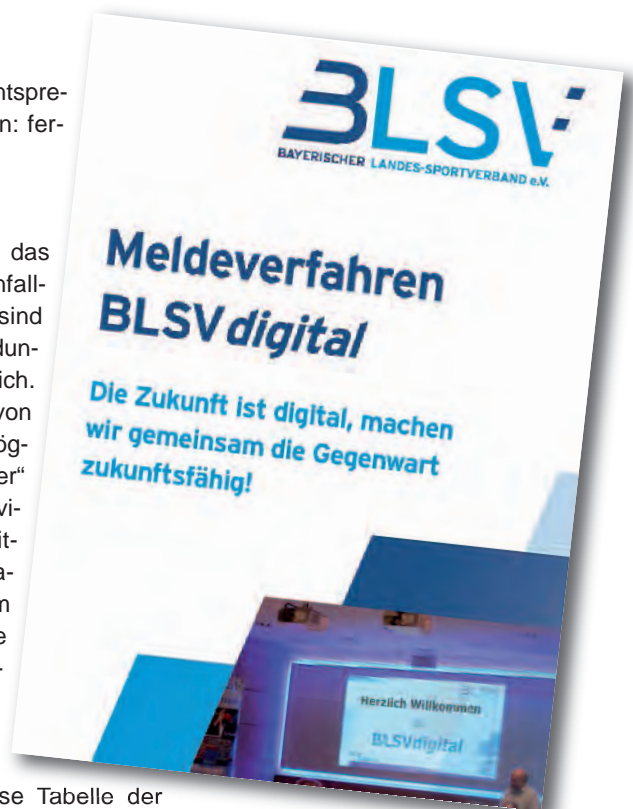 ntspre-
n: fer-
das
nfall-
sind
dun-
ich.
von
ög-
er“
vi-
it-
a-
m
e
-
se Tabelle der
BLSV
BAYERISCHER LANDES-SPORTVERBAND e.V.
Meldeverfahren
BLSVdigital
Die Zukunft ist digital, machen
wir gemeinsam die Gegenwart
zukunftsfähig!
Herzlich Willkommen
BLSVdigital